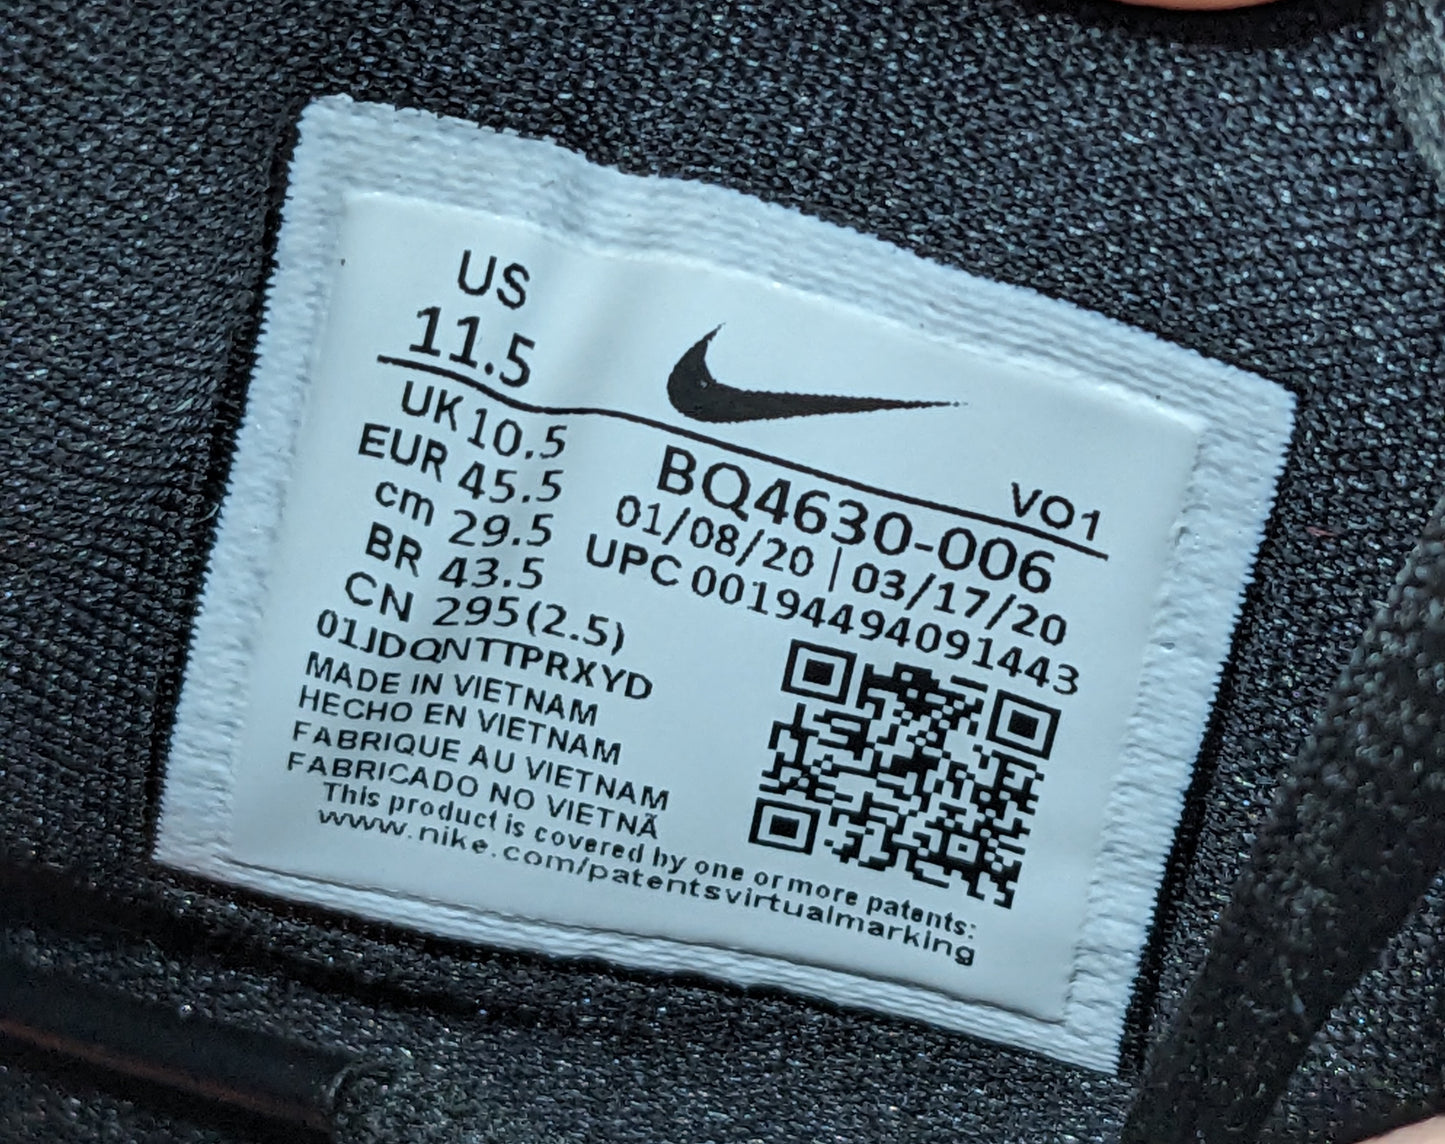 US
11.5
UK 10.5
EUR 45.5
cm 29.5
BR 43.5
CN 295(2.5)
01JDQNTTPRXYD
MADE IN VIETNAM
HECHO EN VIETNAM
FABRIQUE AU VIETNAM
FABRICADO NO VIETNÃ
VO1
BQ4630-006
01/08/20 | 03/17/20
UPC 00194494091443
This product is covered by one or more patents:
www.nike.com/patentsvirtualmarking